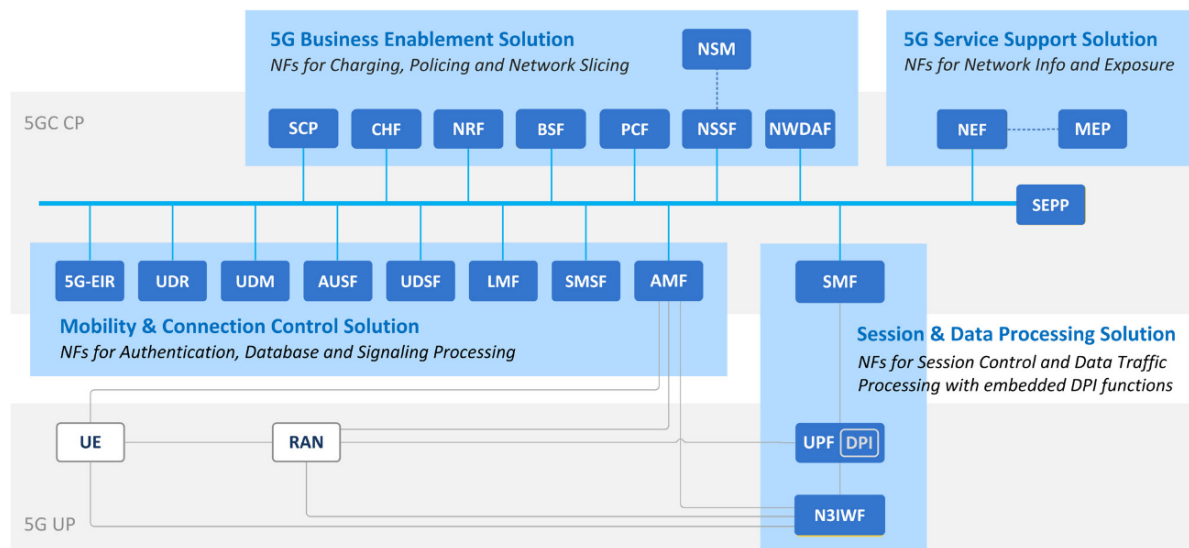 5G Business Enablement Solution
NFs for Charging, Policing and Network Slicing
NSM
5G Service Support Solution
NFs for Network Info and Exposure
5GC CP
SCP
CHF
NRF
BSF
PCF
NSSF
NWDAF
NEF
MEP
SEPP
5G-EIR
UDR
UDM
AUSF
UDSF
LMF
SMSF
AMF
SMF
Mobility & Connection Control Solution
NFs for Authentication, Database and Signaling Processing
Session & Data Processing Solution
NFs for Session Control and Data Traffic
Processing with embedded DPI functions
UE
RAN
UPF
DPI
N3IWF
5G UP